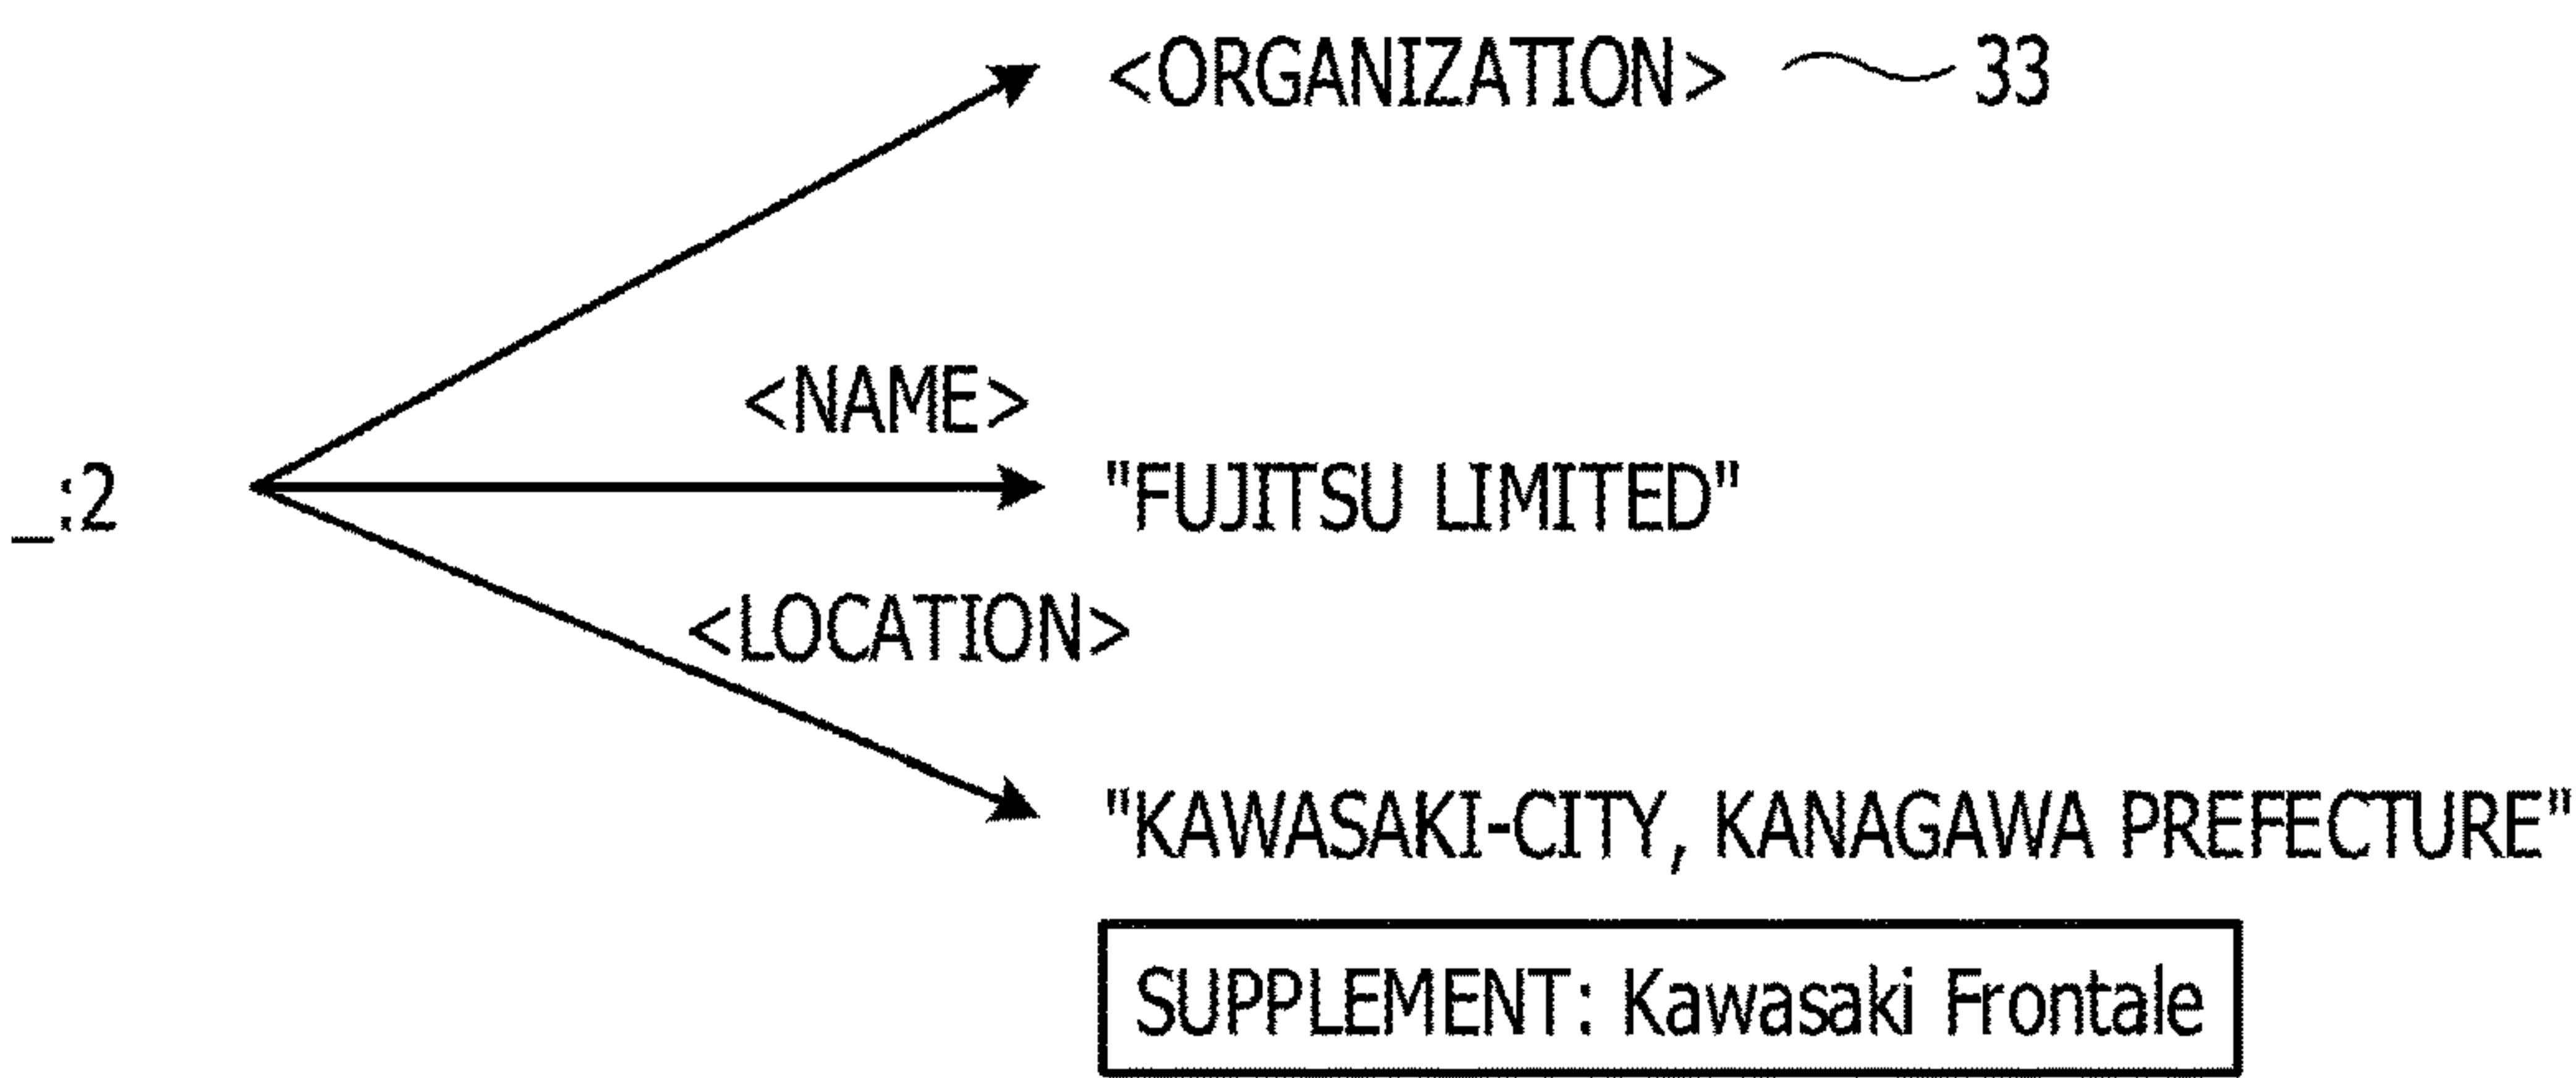 <ORGANIZATION> 33
<NAME>
_:2 "FUJITSU LIMITED"
<LOCATION>
"KAWASAKI-CITY, KANAGAWA PREFECTURE"
SUPPLEMENT: Kawasaki Frontale